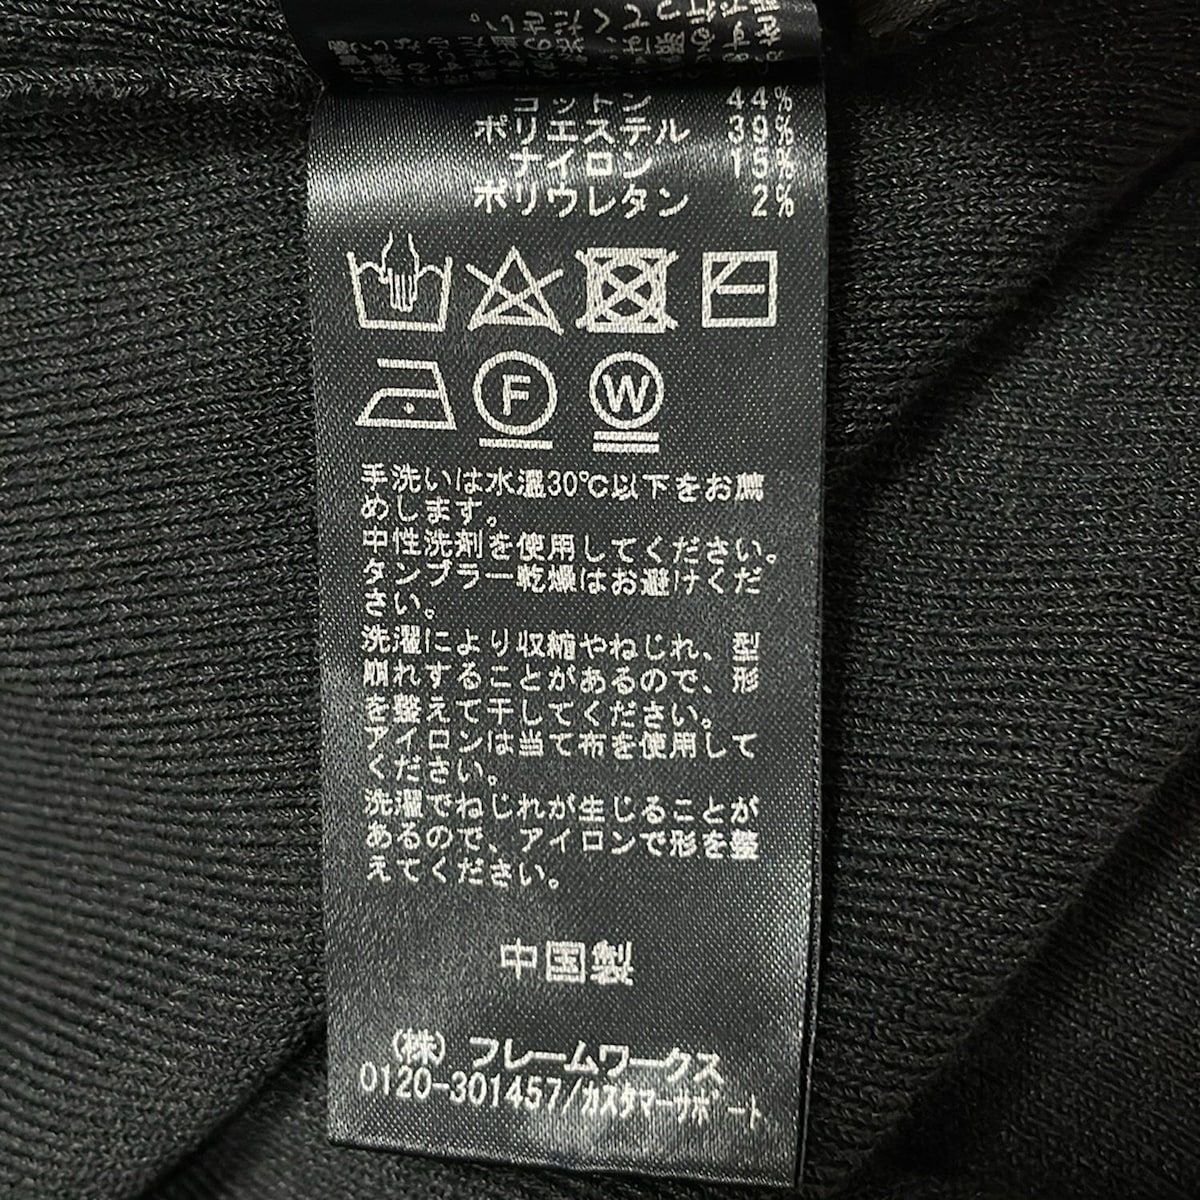 コットン 44%
ポリエステル 39%
ナイロン 15%
ポリウレタン 2%
F
W
手洗いは水温30℃以下をお薦
めします。
中性洗剤を使用してください。
タンブラー乾燥はお避けくだ
さい。
洗濯により収縮やねじれ、型
崩れすることがあるので、形
を整えて干してください。
アイロンは当て布を使用して
ください。
洗濯でねじれが生じることが
あるので、アイロンで形を整
えてください。
中国製
(株) フレームワークス
0120-301457/カスタマーサポート